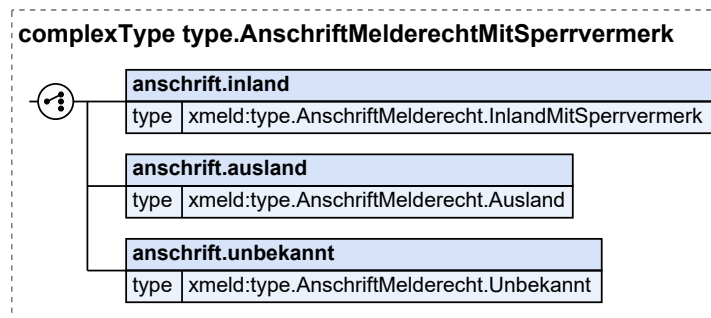 complexType type.AnschriftMelderechtMitSperrvermerk
anschrift.inland
type xmeld:type.AnschriftMelderecht.InlandMitSperrvermerk
anschrift.ausland
type xmeld:type.AnschriftMelderecht.Ausland
anschrift.unbekannt
type xmeld:type.AnschriftMelderecht.Unbekannt